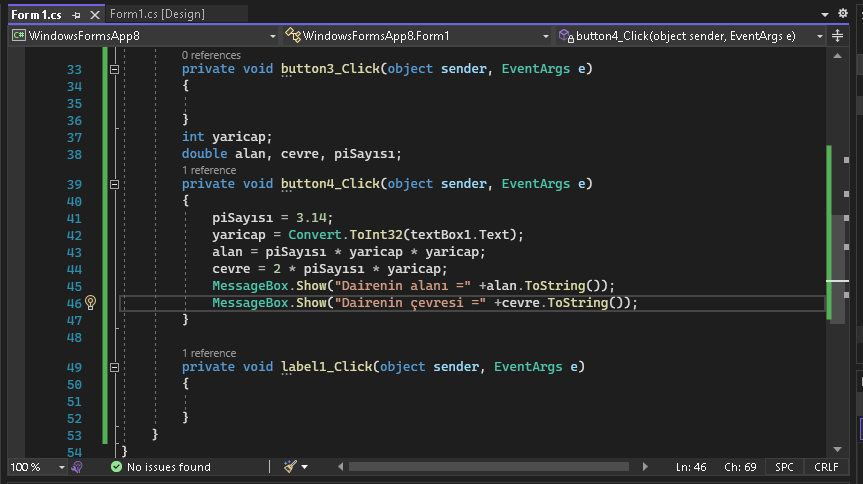 Form1.cs Form1.cs [Design]
C# WindowsFormsApp8 WindowsFormsApp8.Form1 button4_Click(object sender, EventArgs e)
0 references
33 private void button3_Click(object sender, EventArgs e)
34 {
35
36 }
37 int yaricap;
38 double alan, cevre, piSayısı;
1 reference
39 private void button4_Click(object sender, EventArgs e)
40 {
41 piSayısı = 3.14;
42 yaricap = Convert.ToInt32(textBox1.Text);
43 alan = piSayısı * yaricap * yaricap;
44 cevre = 2 * piSayısı * yaricap;
45 MessageBox.Show("Dairenin alanı =" +alan.ToString());
46 MessageBox.Show("Dairenin çevresi =" +cevre.ToString());
47 }
48
1 reference
49 private void label1_Click(object sender, EventArgs e)
50 {
51
52 }
53 }
54 }
100 % No issues found Ln: 46 Ch: 69 SPC CRLF